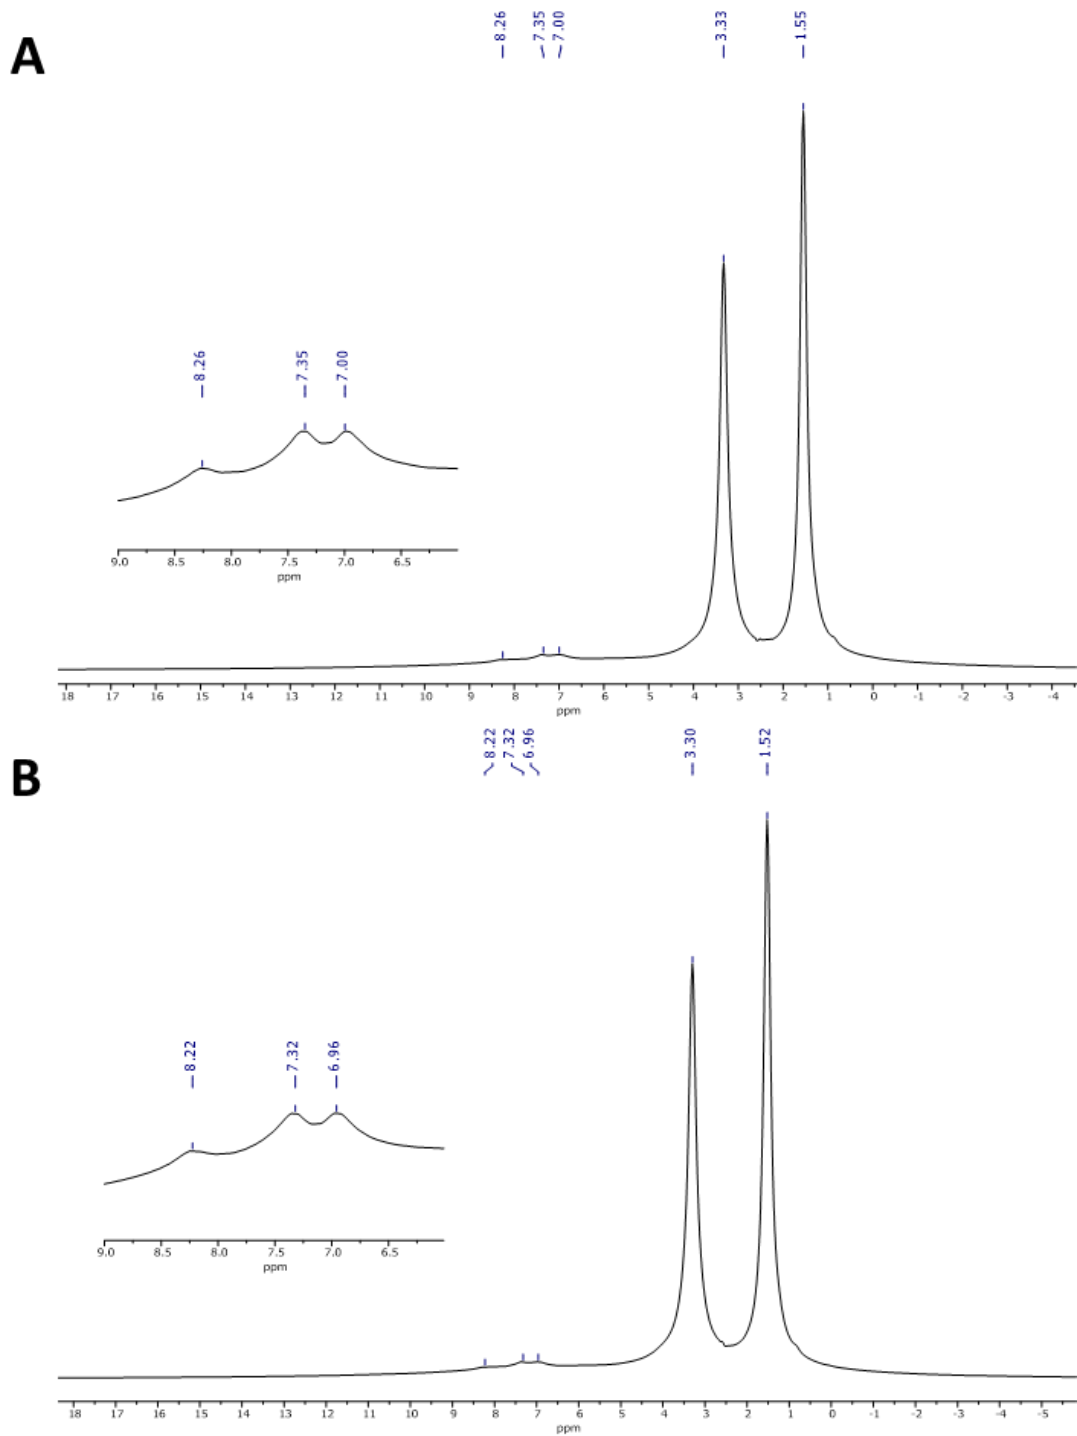 A
8.26 7.35 7.00 3.33 1.55
8.26 7.35 7.00
9.0 8.5 8.0 7.5 7.0 6.5
ppm
18 17 16 15 14 13 12 11 10 9 8 7 6 5 4 3 2 1 0 -1 -2 -3 -4
ppm
B
8.22 7.32 6.96 3.30 1.52
8.22 7.32 6.96
9.0 8.5 8.0 7.5 7.0 6.5
ppm
18 17 16 15 14 13 12 11 10 9 8 7 6 5 4 3 2 1 0 -1 -2 -3 -4 -5
ppm